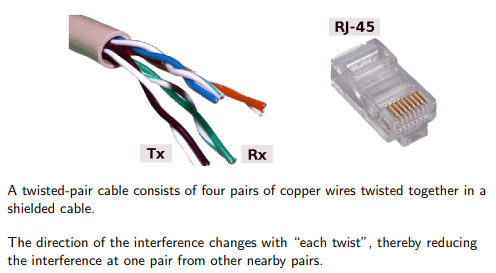 RJ-45
Tx
Rx
A twisted-pair cable consists of four pairs of copper wires twisted together in a
shielded cable.
The direction of the interference changes with “each twist”, thereby reducing
the interference at one pair from other nearby pairs.